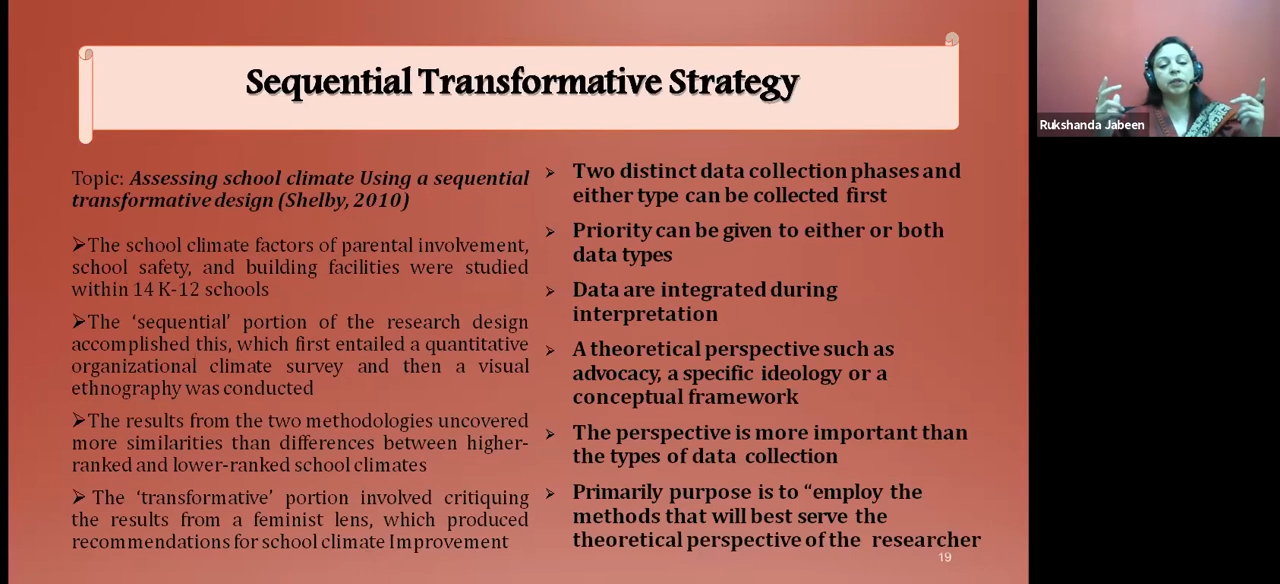 Sequential Transformative Strategy
Topic: Assessing school climate Using a sequential
transformative design (Shelby, 2010)
➢The school climate factors of parental involvement,
school safety, and building facilities were studied
within 14 K-12 schools
➢The ‘sequential’ portion of the research design
accomplished this, which first entailed a quantitative
organizational climate survey and then a visual
ethnography was conducted
➢The results from the two methodologies uncovered
more similarities than differences between higher-
ranked and lower-ranked school climates
➢ The ‘transformative’ portion involved critiquing
the results from a feminist lens, which produced
recommendations for school climate Improvement
➢ Two distinct data collection phases and
either type can be collected first
➢ Priority can be given to either or both
data types
➢ Data are integrated during
interpretation
➢ A theoretical perspective such as
advocacy, a specific ideology or a
conceptual framework
➢ The perspective is more important than
the types of data collection
➢ Primarily purpose is to “employ the
methods that will best serve the
theoretical perspective of the researcher
19
Rukshanda Jabeen